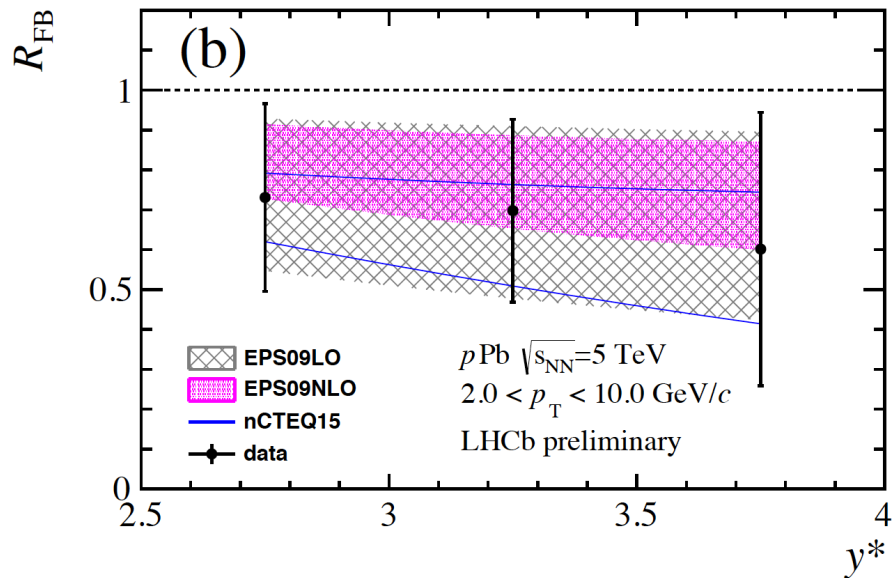 R_FB
(b)
1
0.5
0
EPS09LO
EPS09NLO
nCTEQ15
data
pPb √s_NN=5 TeV
2.0 < p_T < 10.0 GeV/c
LHCb preliminary
2.5 3 3.5 4
y*